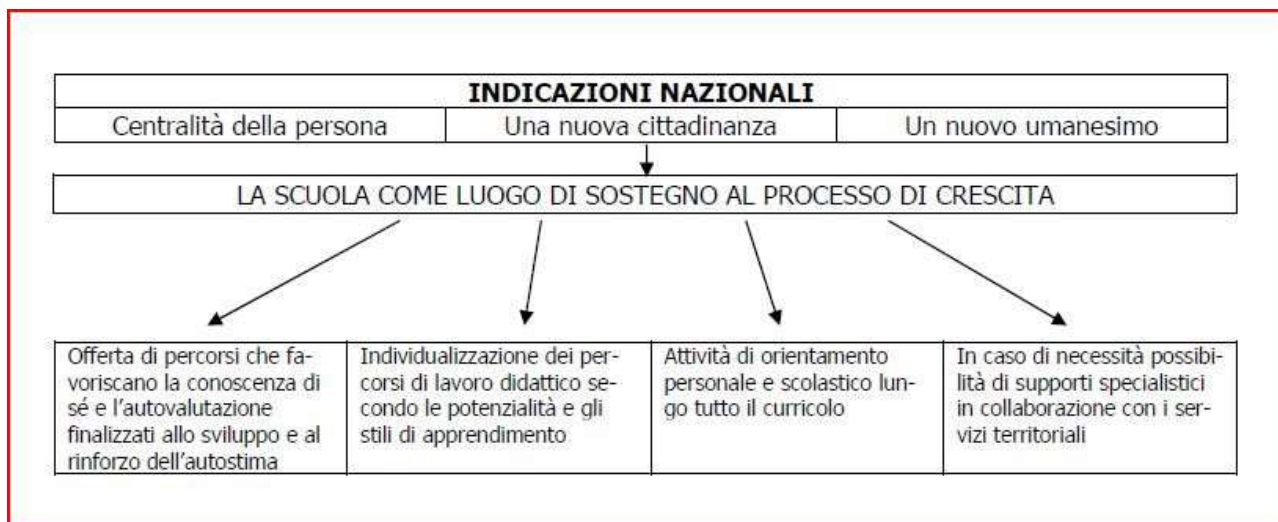 INDICAZIONI NAZIONALI
Centralità della persona
Una nuova cittadinanza
Un nuovo umanesimo
LA SCUOLA COME LUOGO DI SOSTEGNO AL PROCESSO DI CRESCITA
Offerta di percorsi che fa-
voriscano la conoscenza di
sé e l'autovalutazione
finalizzati allo sviluppo e al
rinforzo dell'autostima
Individualizzazione dei per-
corsi di lavoro didattico se-
condo le potenzialità e gli
stili di apprendimento
Attività di orientamento
personale e scolastico lun-
go tutto il curricolo
In caso di necessità possibi-
lità di supporti specialistici
in collaborazione con i ser-
vizi territoriali